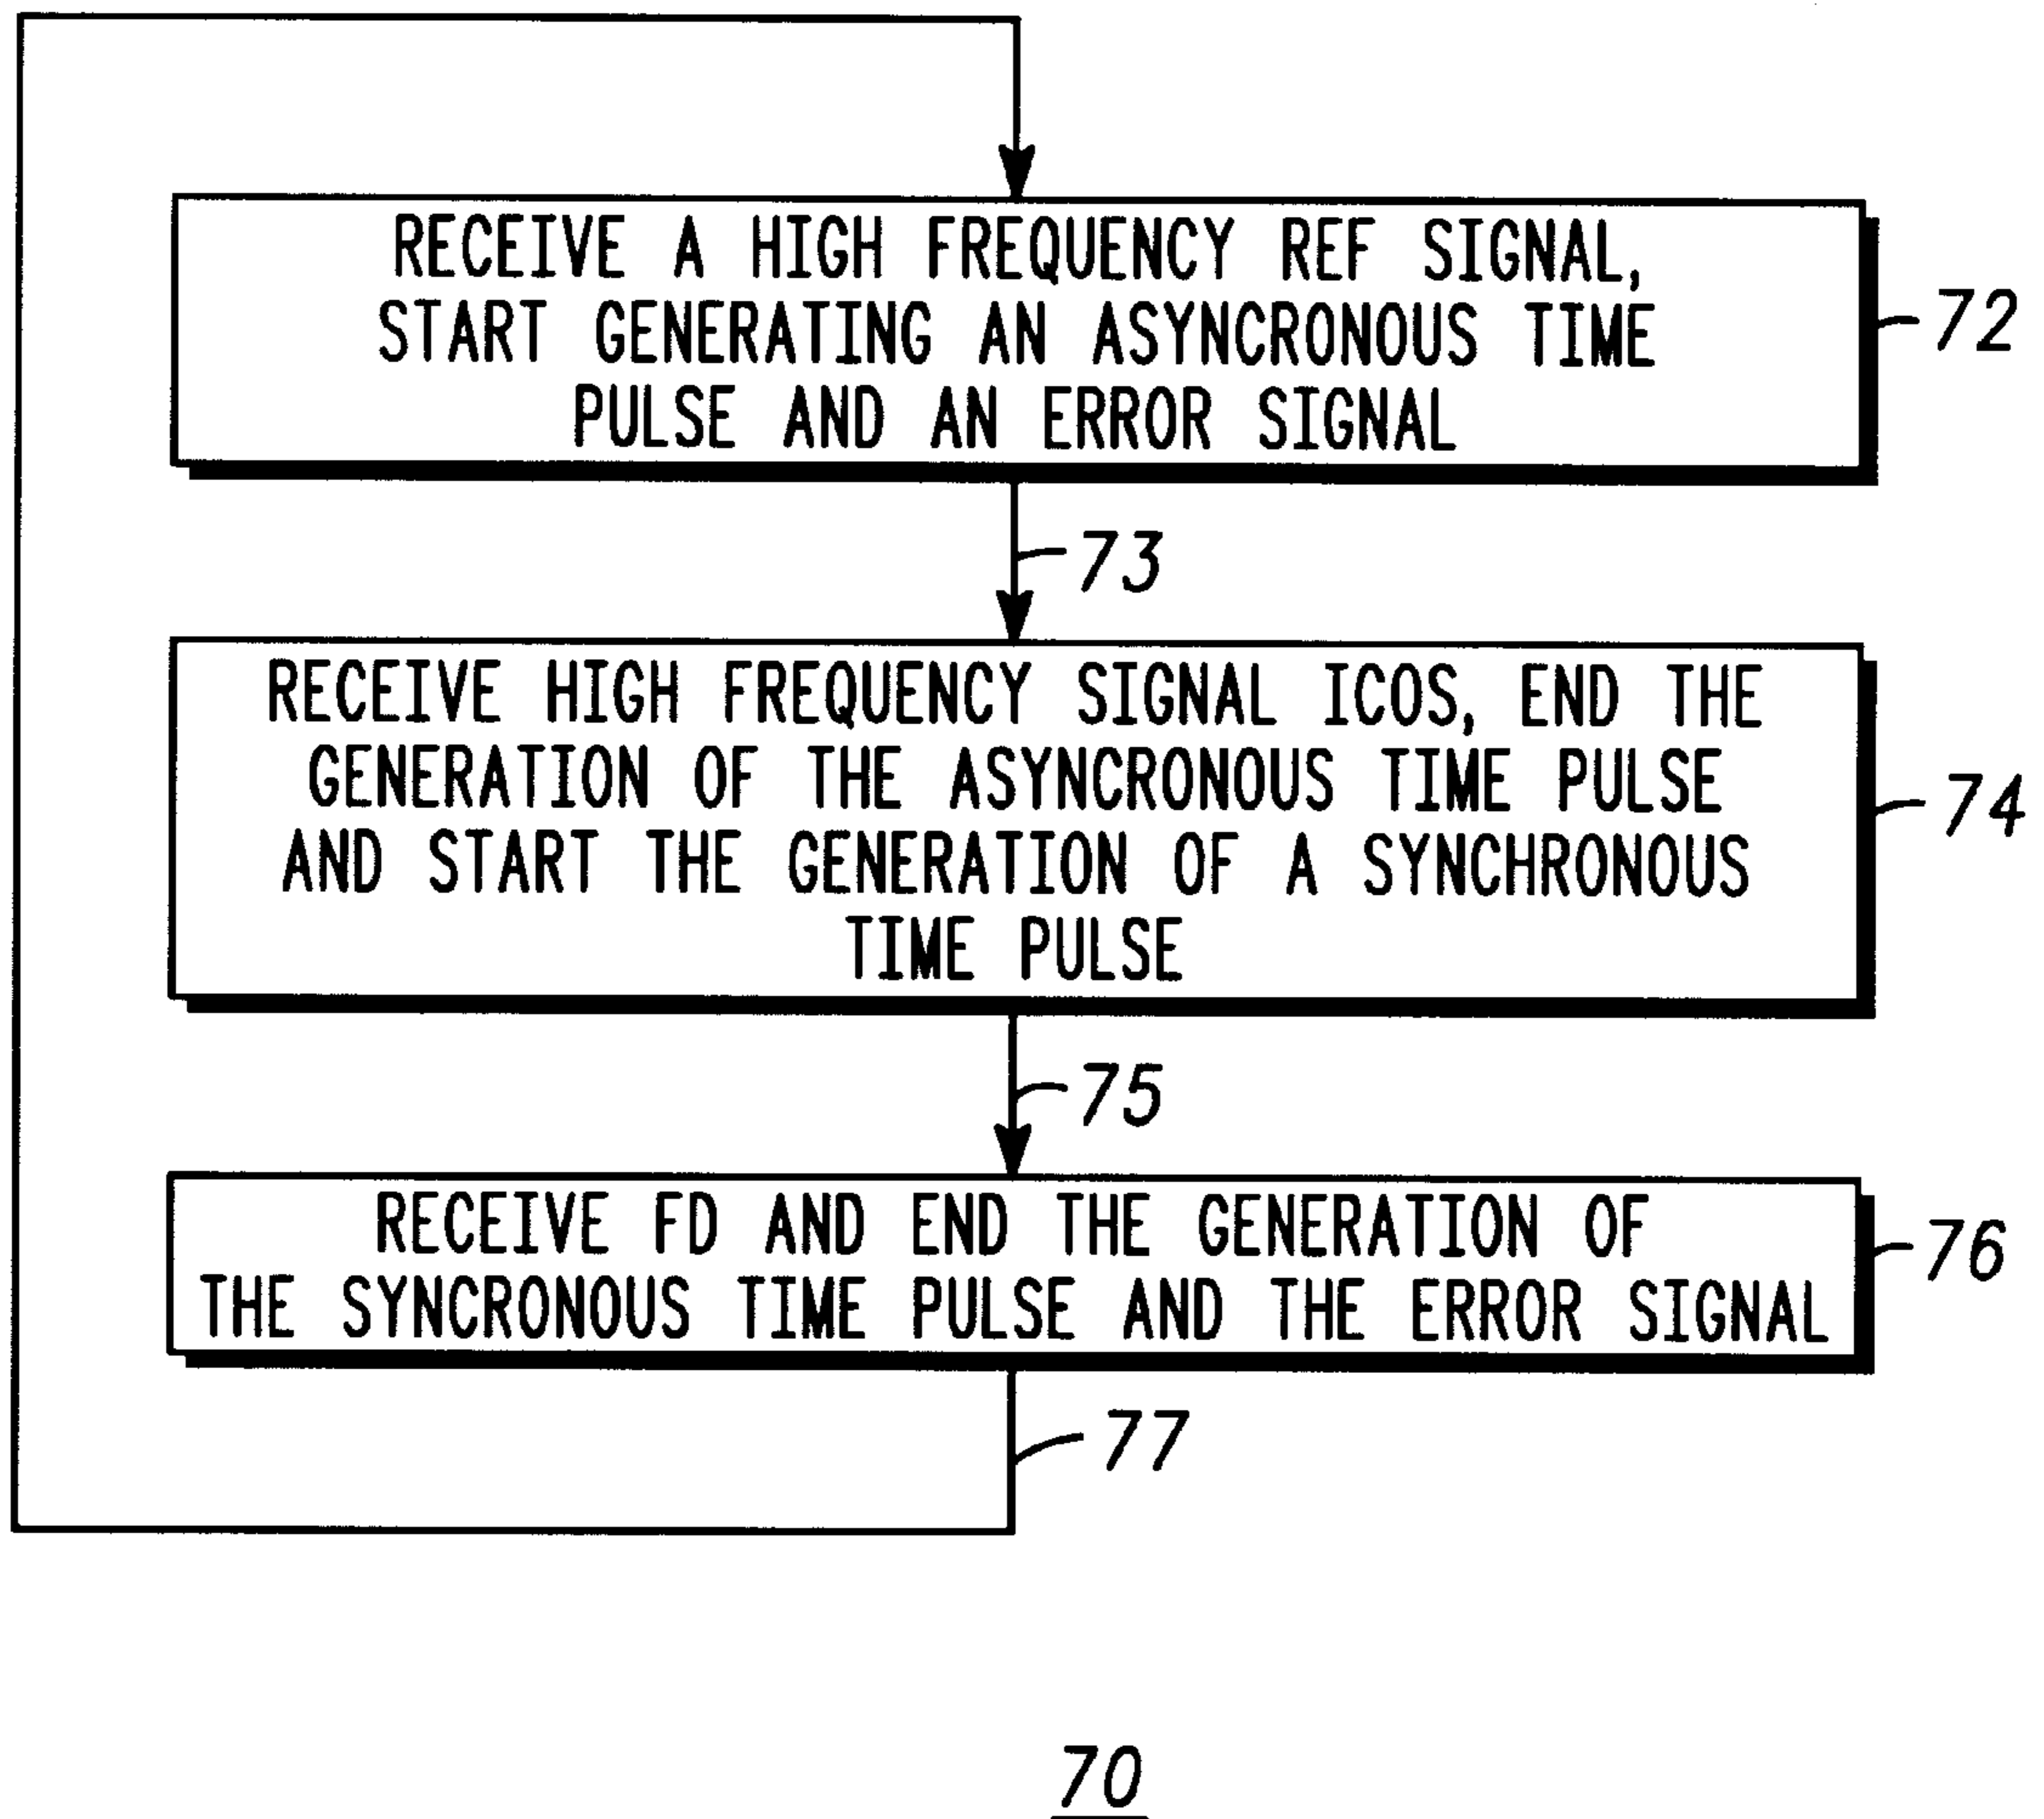 RECEIVE A HIGH FREQUENCY REF SIGNAL,
START GENERATING AN ASYNCRONOUS TIME
PULSE AND AN ERROR SIGNAL
72
73
RECEIVE HIGH FREQUENCY SIGNAL ICOS, END THE
GENERATION OF THE ASYNCRONOUS TIME PULSE
AND START THE GENERATION OF A SYNCHRONOUS
TIME PULSE
74
75
RECEIVE FD AND END THE GENERATION OF
THE SYNCRONOUS TIME PULSE AND THE ERROR SIGNAL
76
77
70